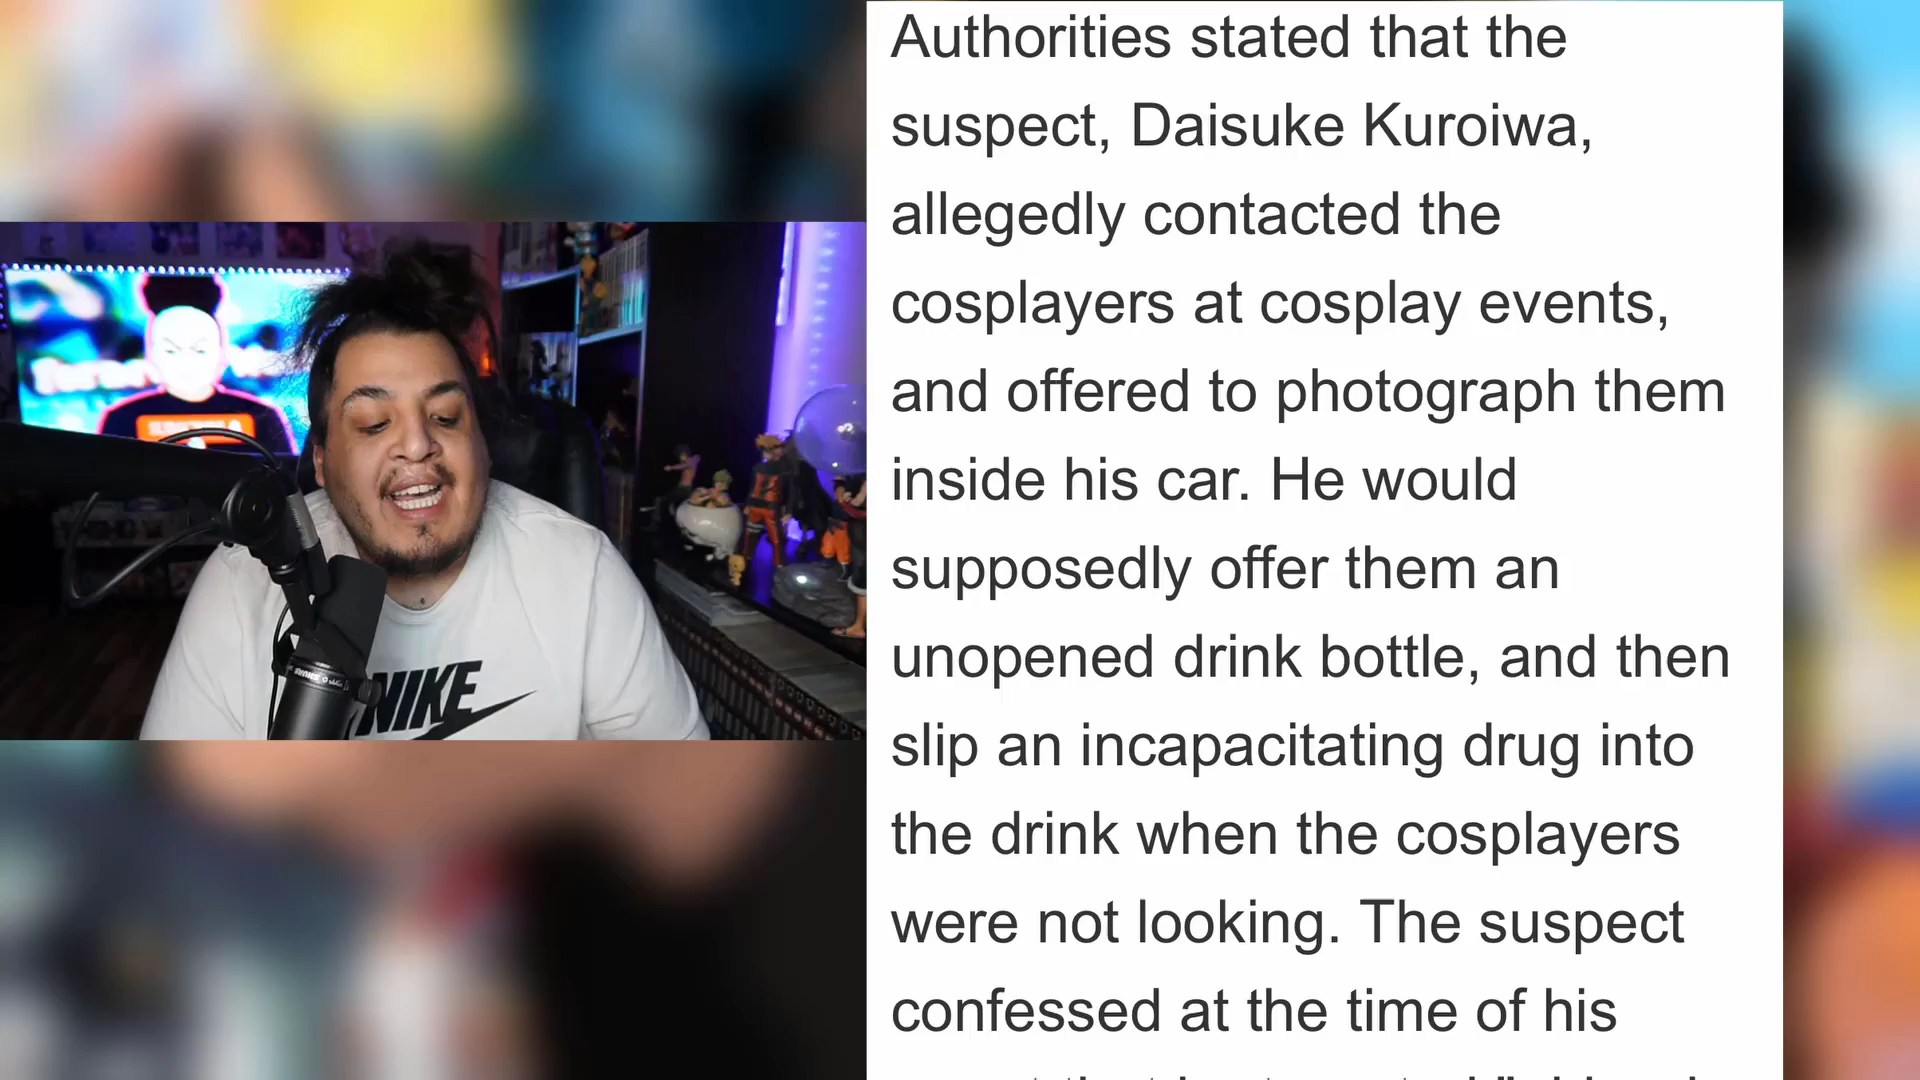 Authorities stated that the
suspect, Daisuke Kuroiwa,
allegedly contacted the
cosplayers at cosplay events,
and offered to photograph them
inside his car. He would
supposedly offer them an
unopened drink bottle, and then
slip an incapacitating drug into
the drink when the cosplayers
were not looking. The suspect
confessed at the time of his
NIKE